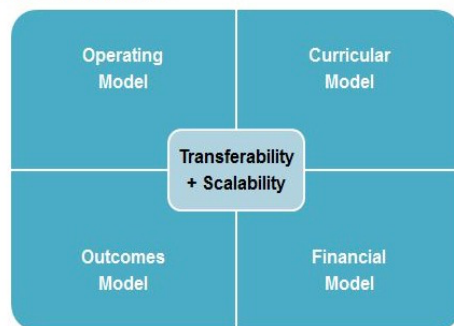 Operating
Model
Curricular
Model
Transferability
+ Scalability
Outcomes
Model
Financial
Model